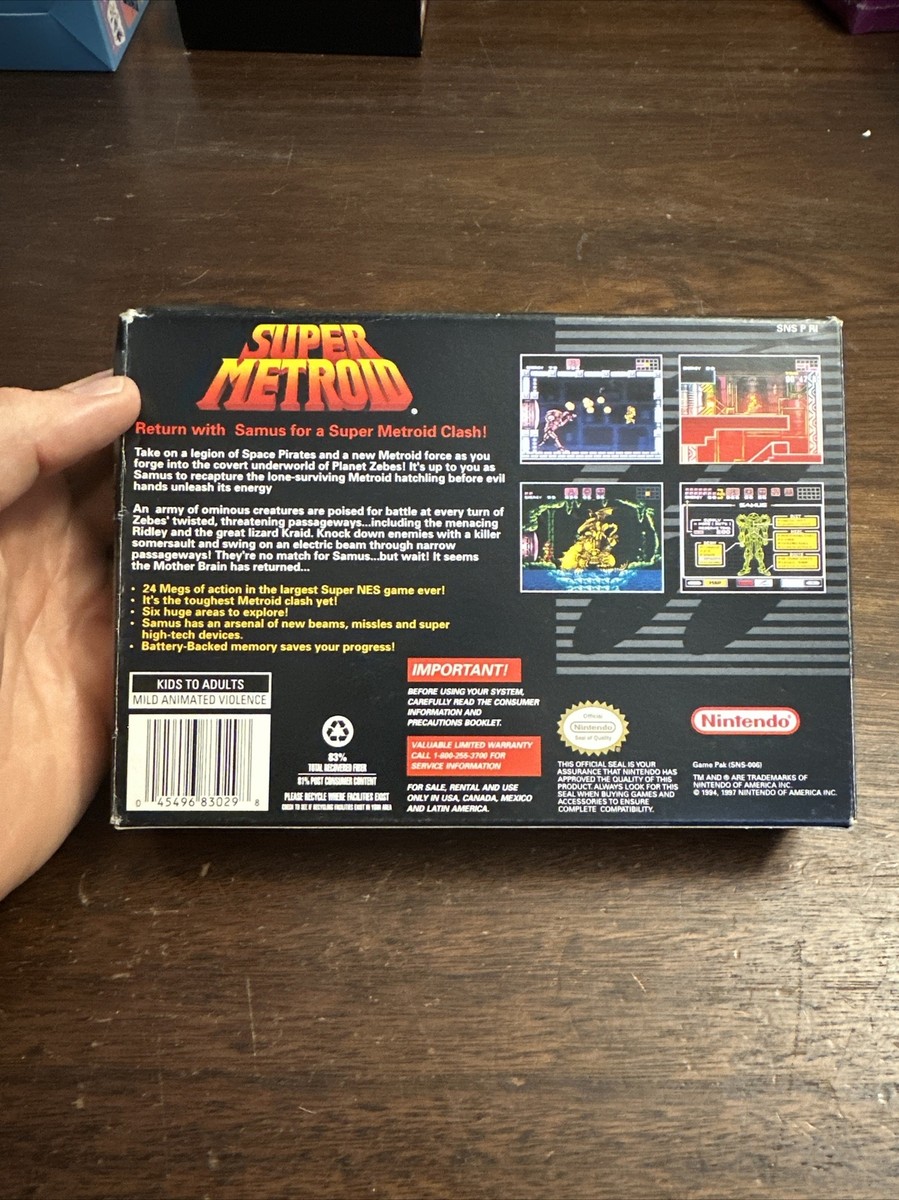 SNS P RI
SUPER
METROID
Return with Samus for a Super Metroid Clash!
Take on a legion of Space Pirates and a new Metroid force as you
forge into the covert underworld of Planet Zebes! It's up to you as
Samus to recapture the lone-surviving Metroid hatchling before evil
hands unleash its energy
An army of ominous creatures are poised for battle at every turn of
Zebes' twisted, threatening passageways...including the menacing
Ridley and the great lizard Kraid. Knock down enemies with a killer
somersault and swing on an electric beam through narrow
passageways! They're no match for Samus...but wait! It seems
the Mother Brain has returned...
• 24 Megs of action in the largest Super NES game ever!
• It's the toughest Metroid clash yet!
• Six huge areas to explore!
• Samus has an arsenal of new beams, missles and super
high-tech devices.
• Battery-Backed memory saves your progress!
SAMUS
MAP
KIDS TO ADULTS
MILD ANIMATED VIOLENCE
0 45496 83029 8
83%
TOTAL RECOVERED FIBER
81% POST CONSUMER CONTENT
PLEASE RECYCLE WHERE FACILITIES EXIST
IMPORTANT!
BEFORE USING YOUR SYSTEM,
CAREFULLY READ THE CONSUMER
INFORMATION AND
PRECAUTIONS BOOKLET.
VALUABLE LIMITED WARRANTY
CALL 1-800-255-3700 FOR
SERVICE INFORMATION
FOR SALE, RENTAL AND USE
ONLY IN USA, CANADA, MEXICO
AND LATIN AMERICA.
Official
Nintendo
Seal of Quality
THIS OFFICIAL SEAL IS YOUR
ASSURANCE THAT NINTENDO HAS
APPROVED THE QUALITY OF THIS
PRODUCT. ALWAYS LOOK FOR THIS
SEAL WHEN BUYING GAMES AND
ACCESSORIES TO ENSURE
COMPLETE COMPATIBILITY.
Nintendo
Game Pak (SNS-006)
TM AND ® ARE TRADEMARKS OF
NINTENDO OF AMERICA INC.
© 1994, 1997 NINTENDO OF AMERICA INC.